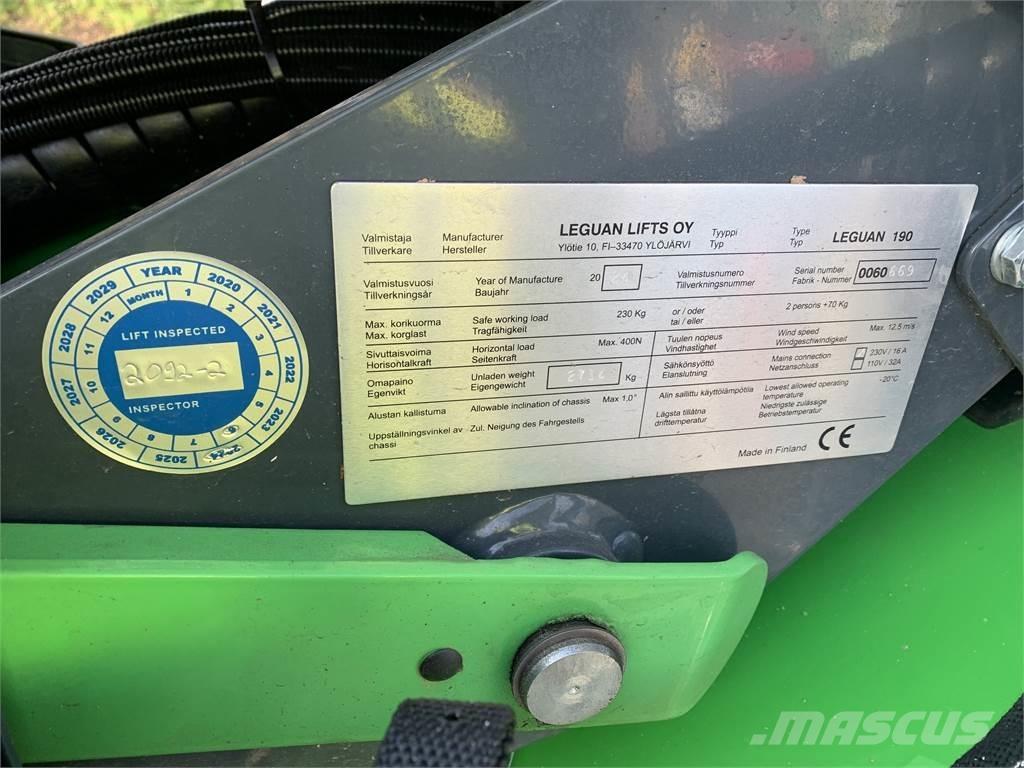 YEAR 2020 2021 2022 2023 2024 2025 2026 2027 2028 2029
MONTH 1 2 3 4 5 6 7 8 9 10 11 12
LIFT INSPECTED
2092-2
INSPECTOR
Valmistaja Manufacturer LEGUAN LIFTS OY Tyyppi Type LEGUAN 190
Tillverkare Hersteller Ylötie 10, FI–33470 YLÖJÄRVI Typ Typ
Valmistusvuosi Year of Manufacture 20 Valmistusnumero Serial number 0060669
Tillverkningsår Baujahr Tillverkningsnummer Fabrik - Nummer
Max. korikuorma Safe working load 230 Kg or / oder 2 persons +70 Kg
Max. korglast Tragfähigkeit tai / eller
Sivuttaisvoima Horizontal load Max. 400N Tuulen nopeus Wind speed Max. 12.5 m/s
Horisontalkraft Seitenkraft Vindhastighet Windgeschwindigkeit
Omapaino Unladen weight Kg Sähkönsyöttö Mains connection 230V/ 16 A
Egenvikt Eigengewicht Elanslutning Netzanschluss 110V/ 32A
Alustan kallistuma Allowable inclination of chassis Max 1,0° Alin sallittu käyttölämpötila Lowest allowed operating temperature -20°C
Uppställningsvinkel av chassi Zul. Neigung des Fahrgestells Lägsta tillåtna drifttemperatur Niedrigste zulässige Betriebstemperatur
Made in Finland CE
MASCUS